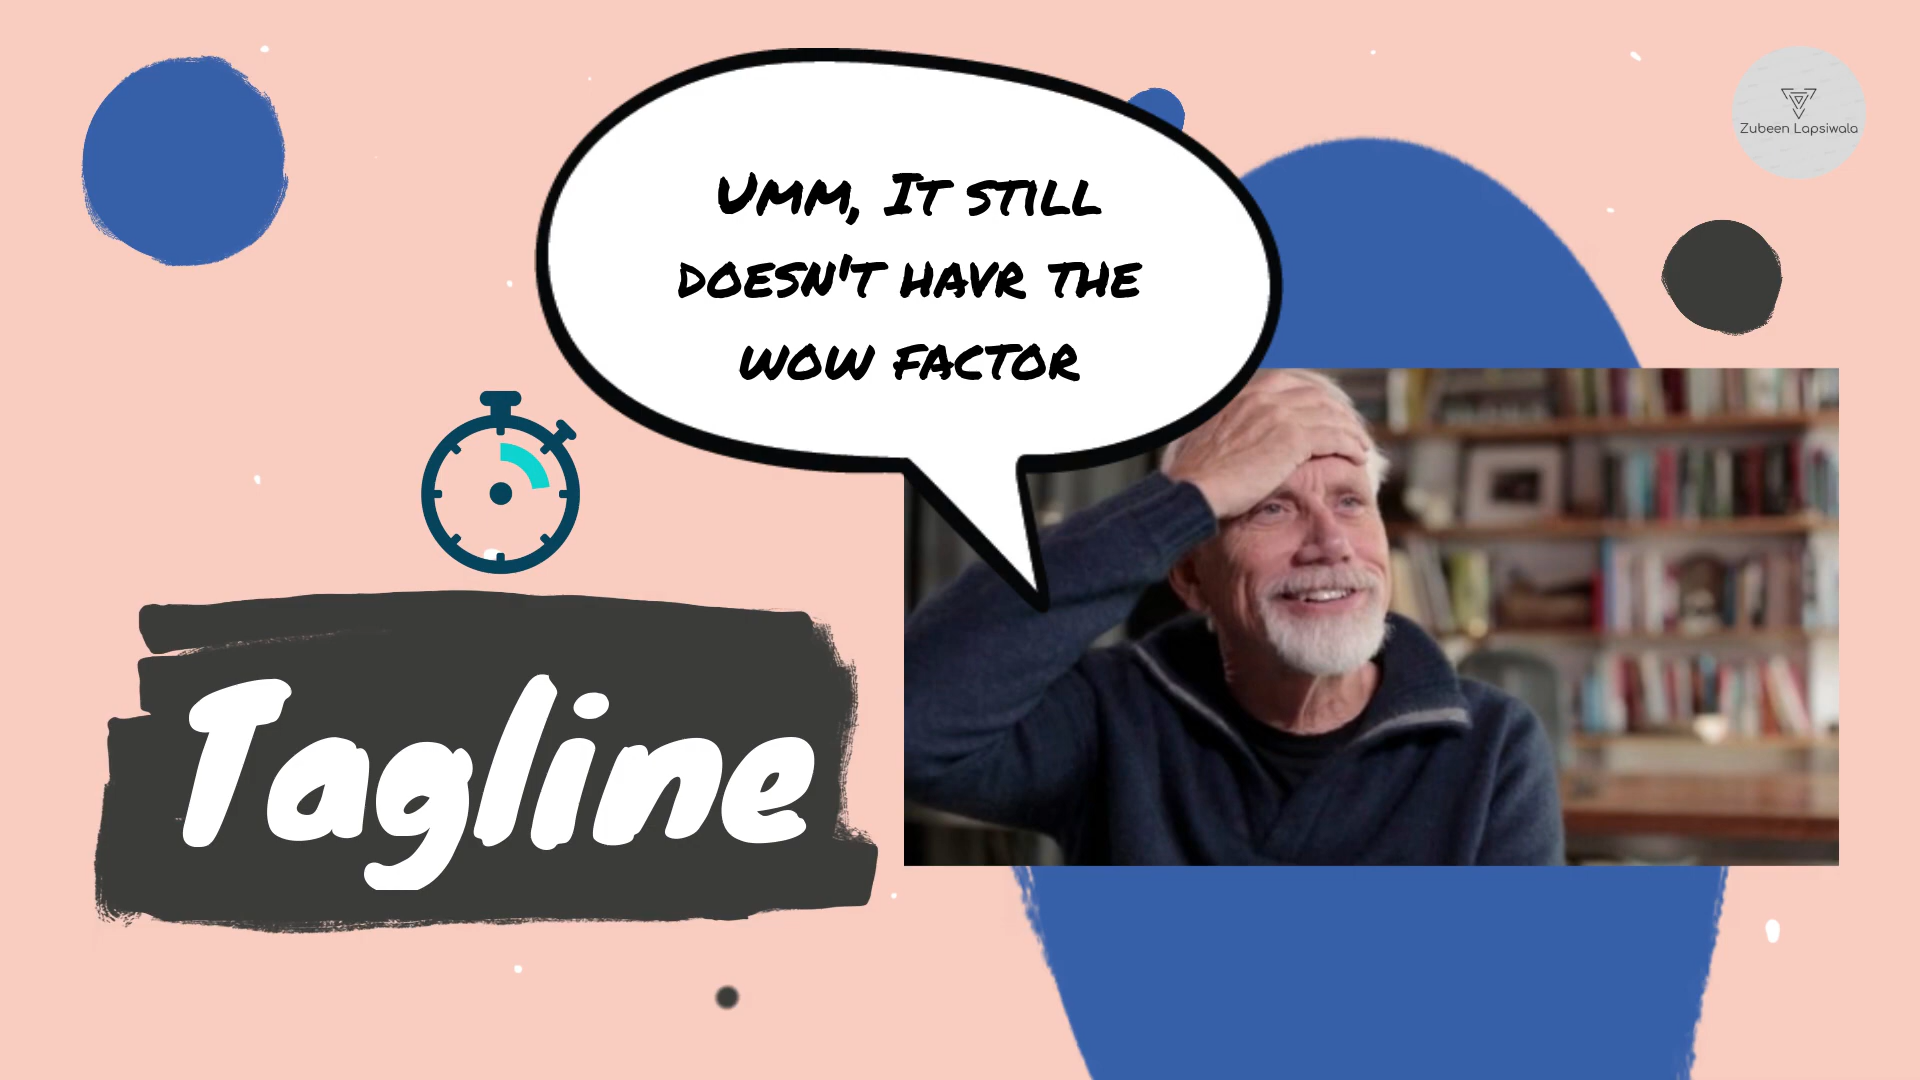 Umm, It still
doesn't havr the
wow factor
Zubeen Lapsiwala
Tagline